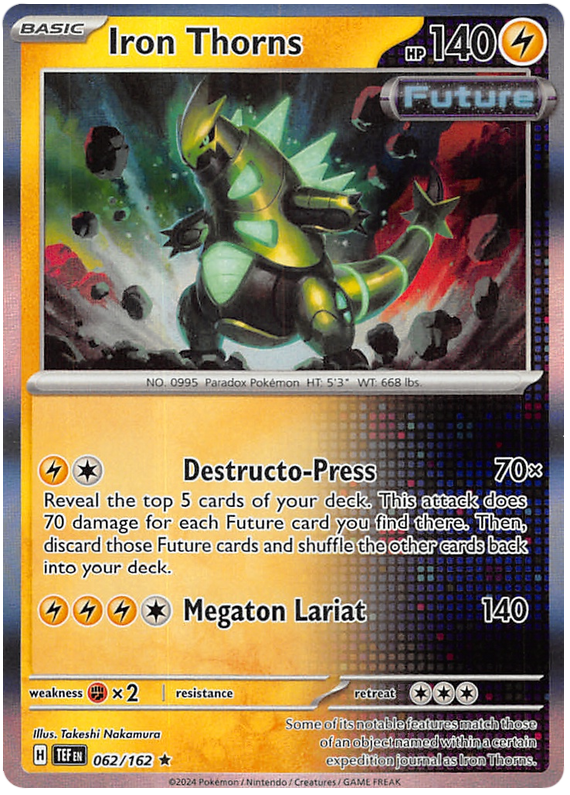 BASIC
Iron Thorns
HP 140
Future
NO. 0995 Paradox Pokémon HT: 5'3" WT: 668 lbs.
Destructo-Press 70×
Reveal the top 5 cards of your deck. This attack does
70 damage for each Future card you find there. Then,
discard those Future cards and shuffle the other cards back
into your deck.
Megaton Lariat 140
weakness ×2 resistance retreat
Illus. Takeshi Nakamura
Some of its notable features match those
of an object named within a certain
expedition journal as Iron Thorns.
H TEF EN 062/162 ★
©2024 Pokémon / Nintendo / Creatures / GAME FREAK